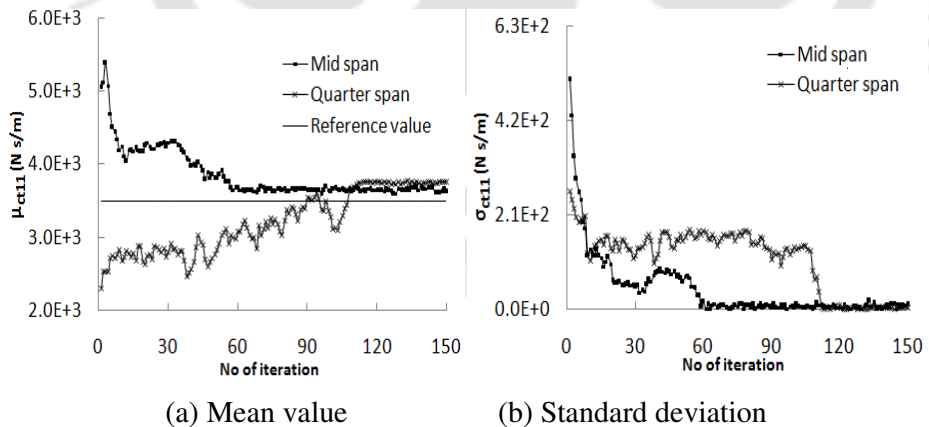 6.0E+3
5.0E+3
4.0E+3
3.0E+3
2.0E+3
μct11 (N s/m)
Mid span
Quarter span
Reference value
0 30 60 90 120 150
No of iteration
(a) Mean value
6.3E+2
4.2E+2
2.1E+2
0.0E+0
σct11 (N s/m)
Mid span
Quarter span
0 30 60 90 120 150
No of iteration
(b) Standard deviation